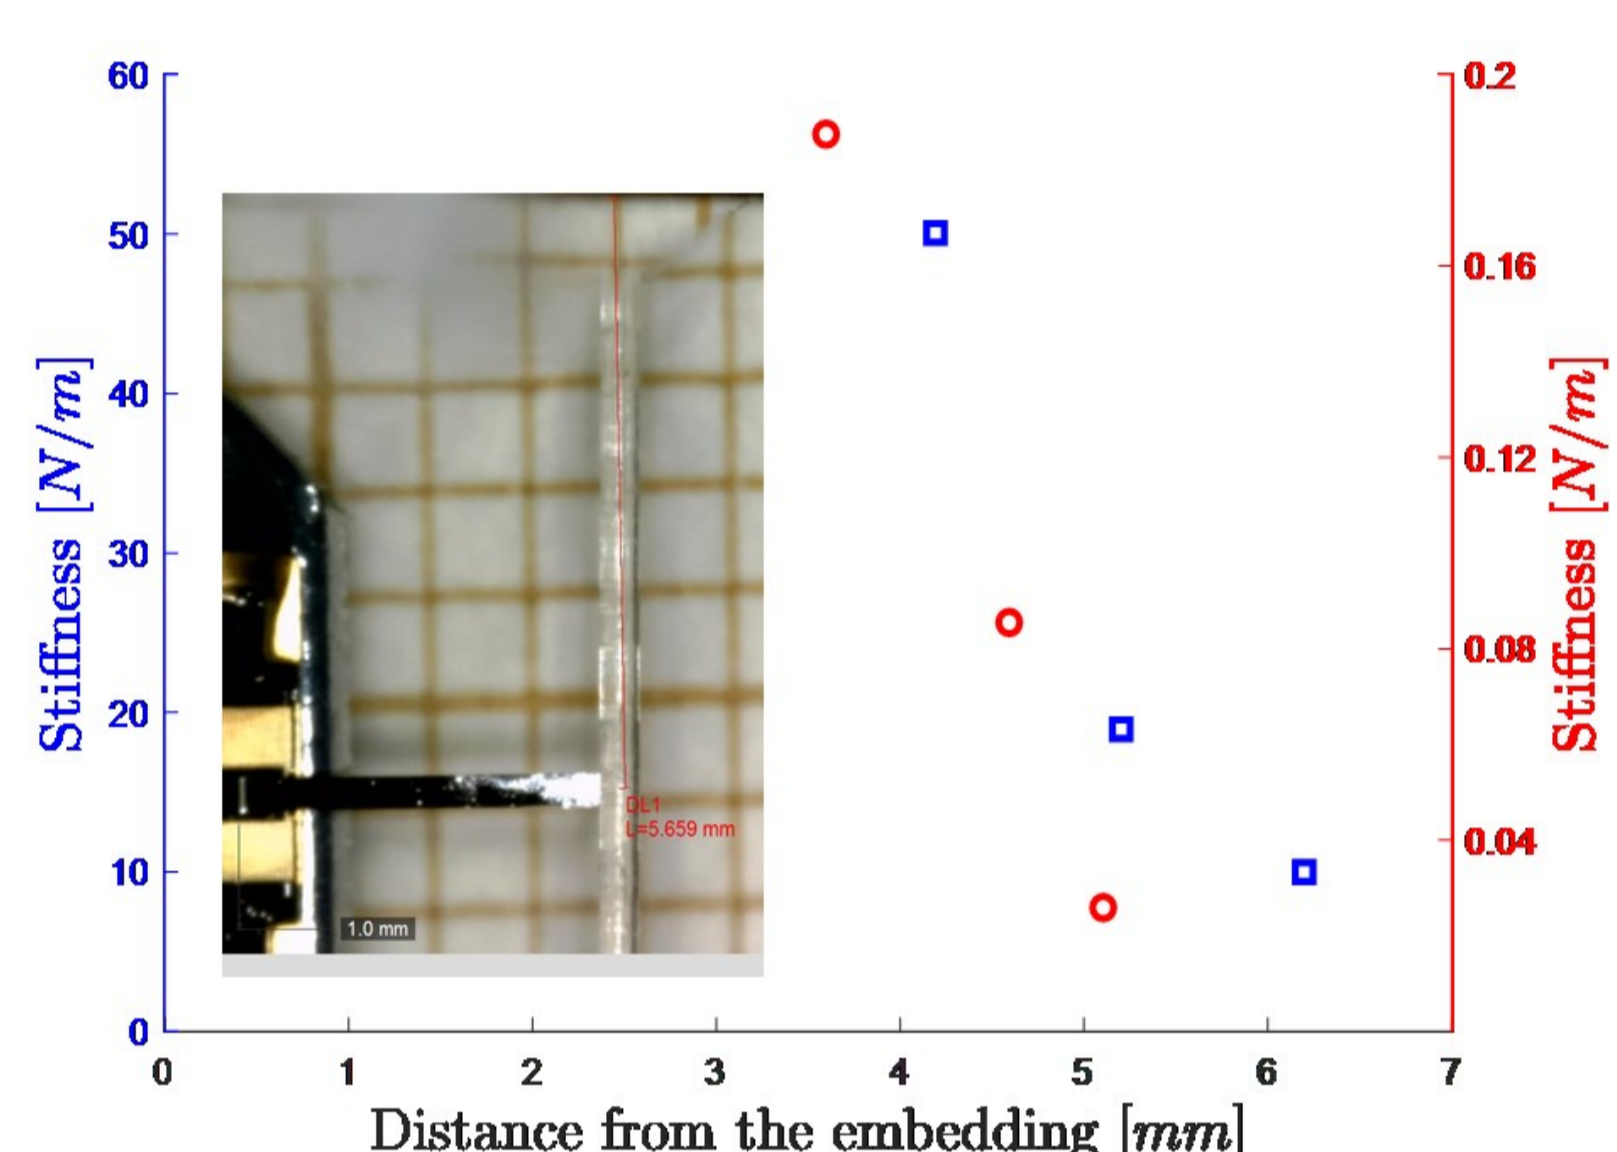 60
50
40
30
20
10
0
Stiffness [N/m]
0.2
0.16
0.12
0.08
0.04
Stiffness [N/m]
DL1
L=5.659 mm
1.0 mm
0 1 2 3 4 5 6 7
Distance from the embedding [mm]